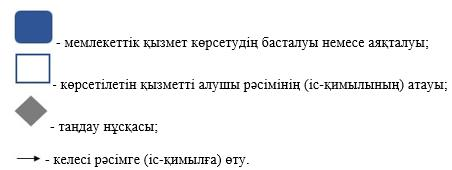 - мемлекеттік қызмет көрсетудің басталуы немесе аяқталуы;
- көрсетілетін қызметті алушы рәсімінің (іс-қимылының) атауы;
- таңдау нұсқасы;
- келесі рәсімге (іс-қимылға) өту.